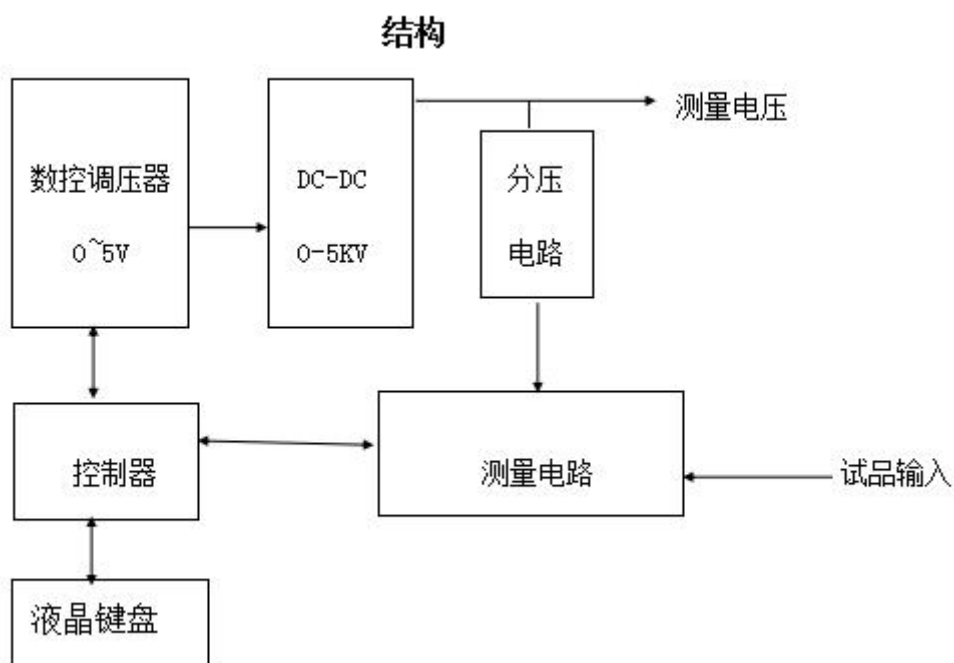 结构
数控调压器
0~5V
DC-DC
0-5KV
分压
电路
测量电压
控制器
测量电路
试品输入
液晶键盘